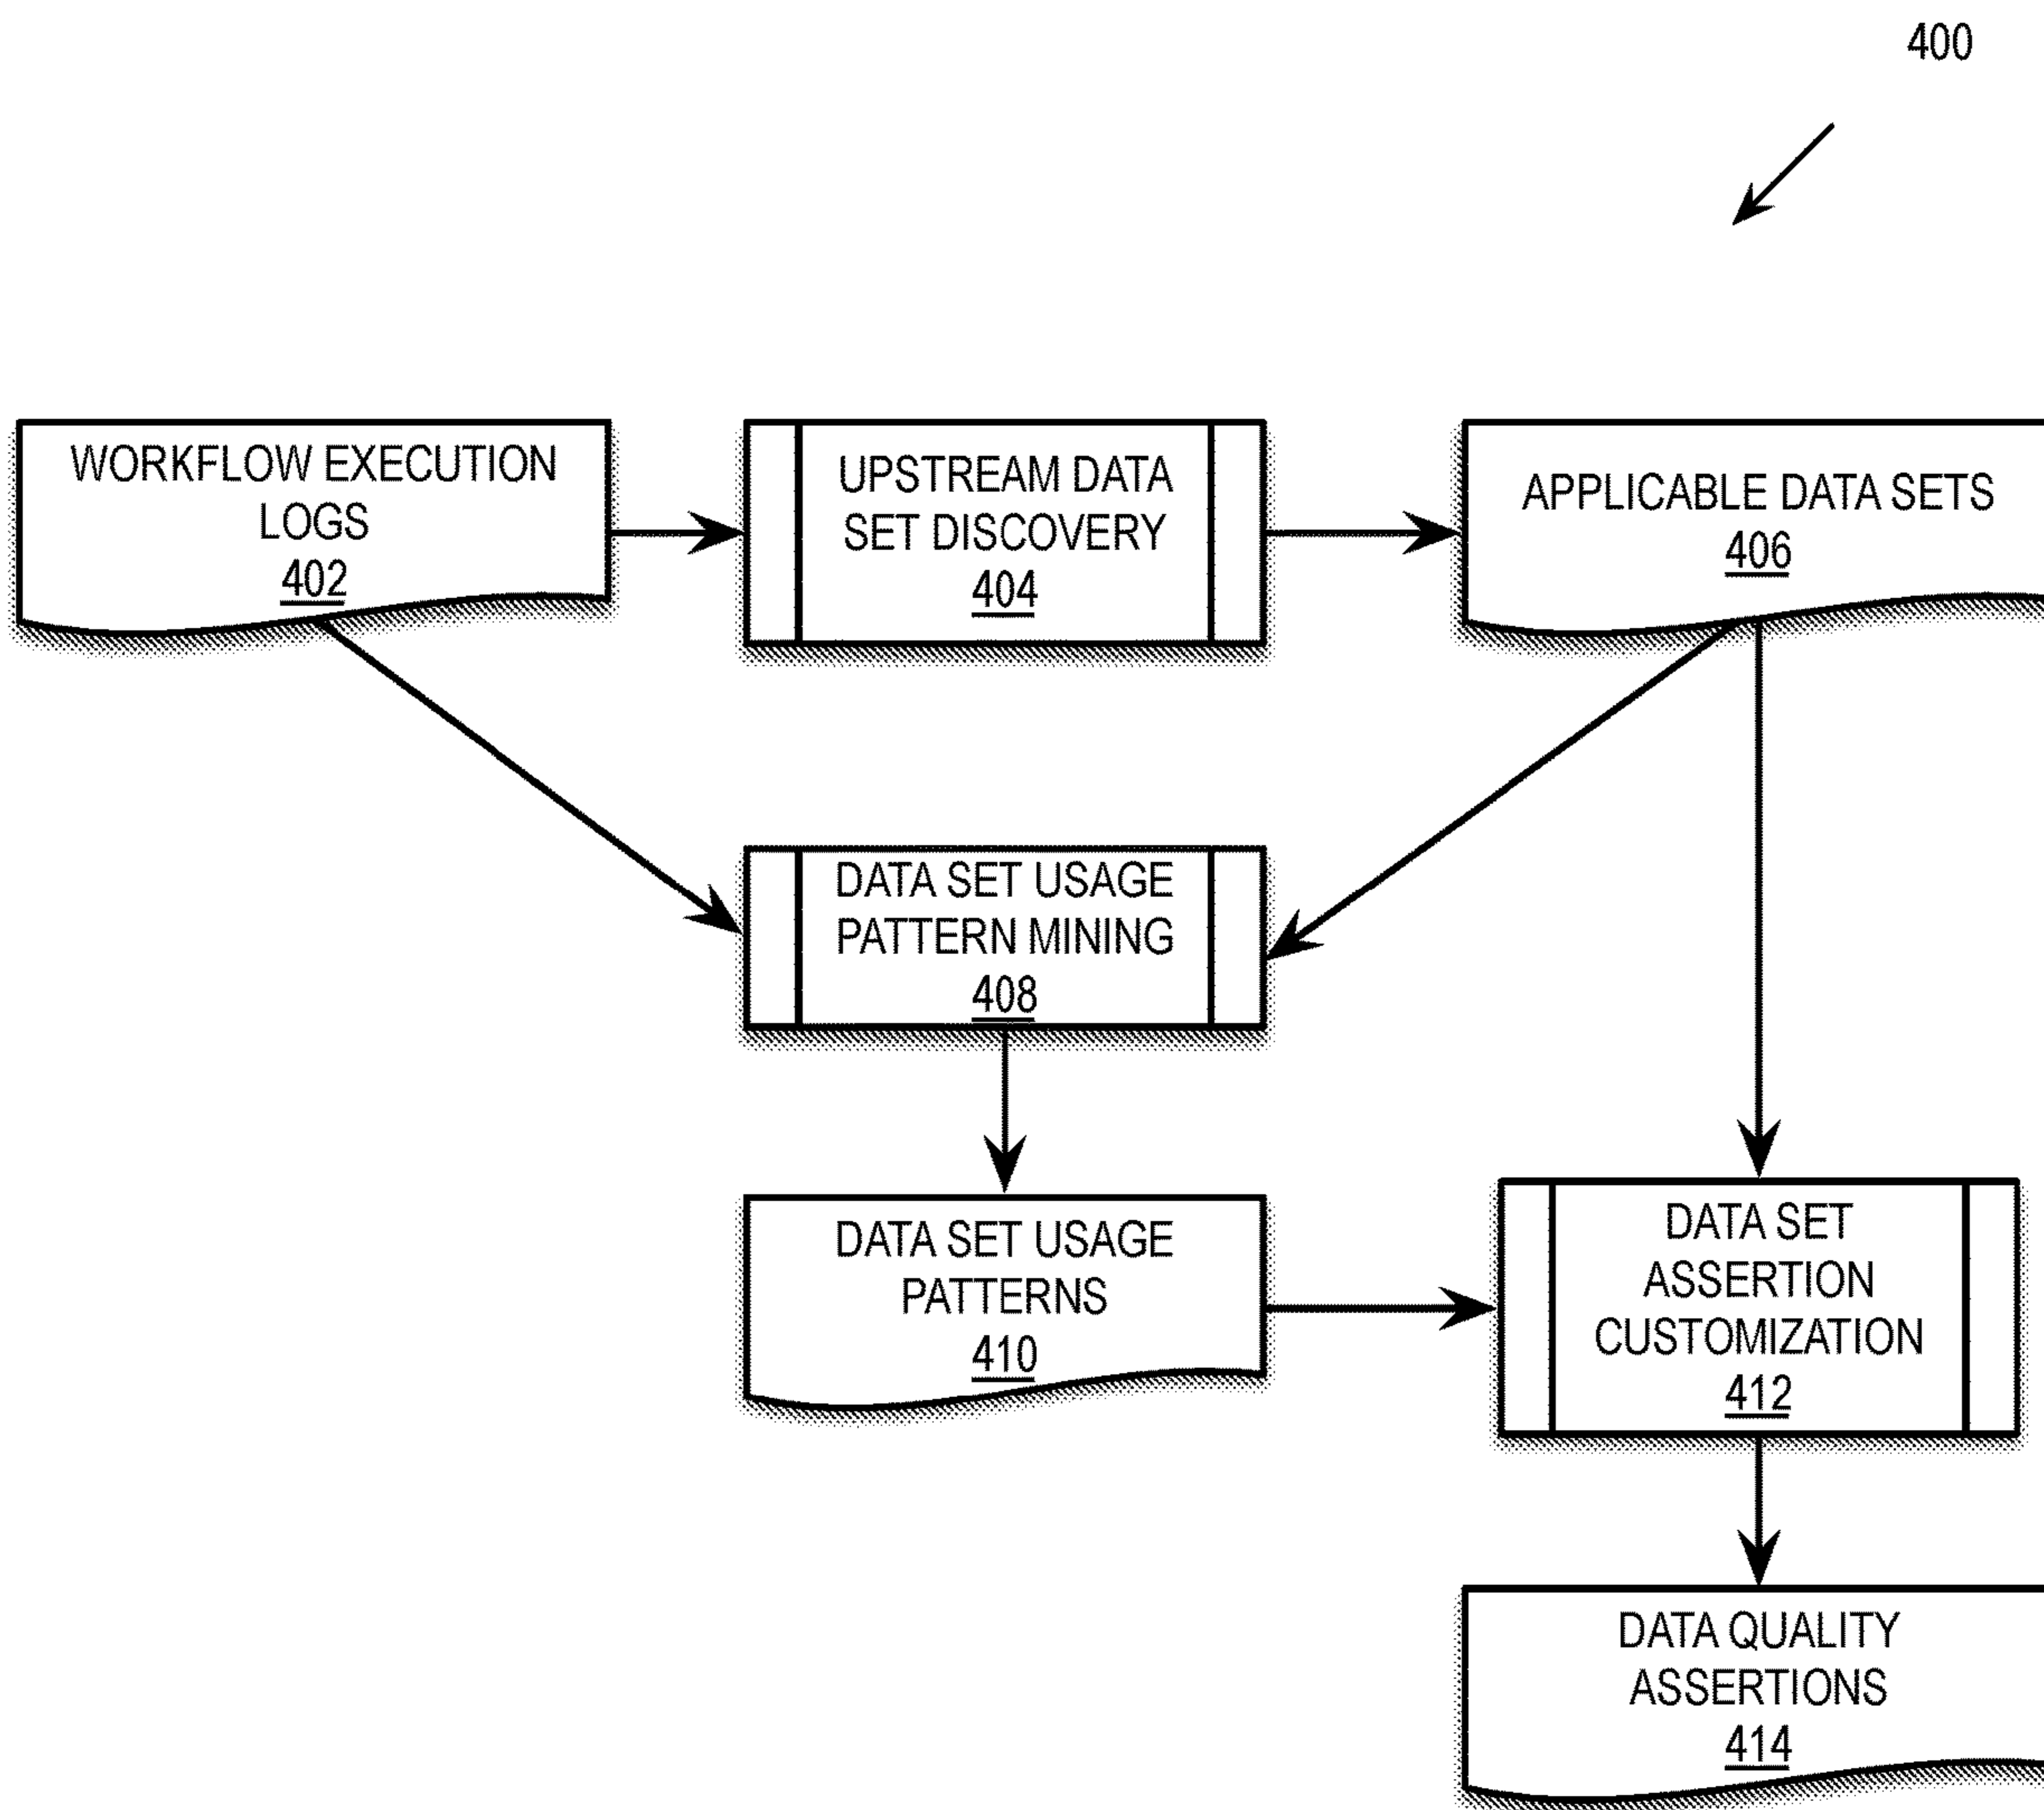 400
WORKFLOW EXECUTION
LOGS
402
UPSTREAM DATA
SET DISCOVERY
404
APPLICABLE DATA SETS
406
DATA SET USAGE
PATTERN MINING
408
DATA SET USAGE
PATTERNS
410
DATA SET
ASSERTION
CUSTOMIZATION
412
DATA QUALITY
ASSERTIONS
414